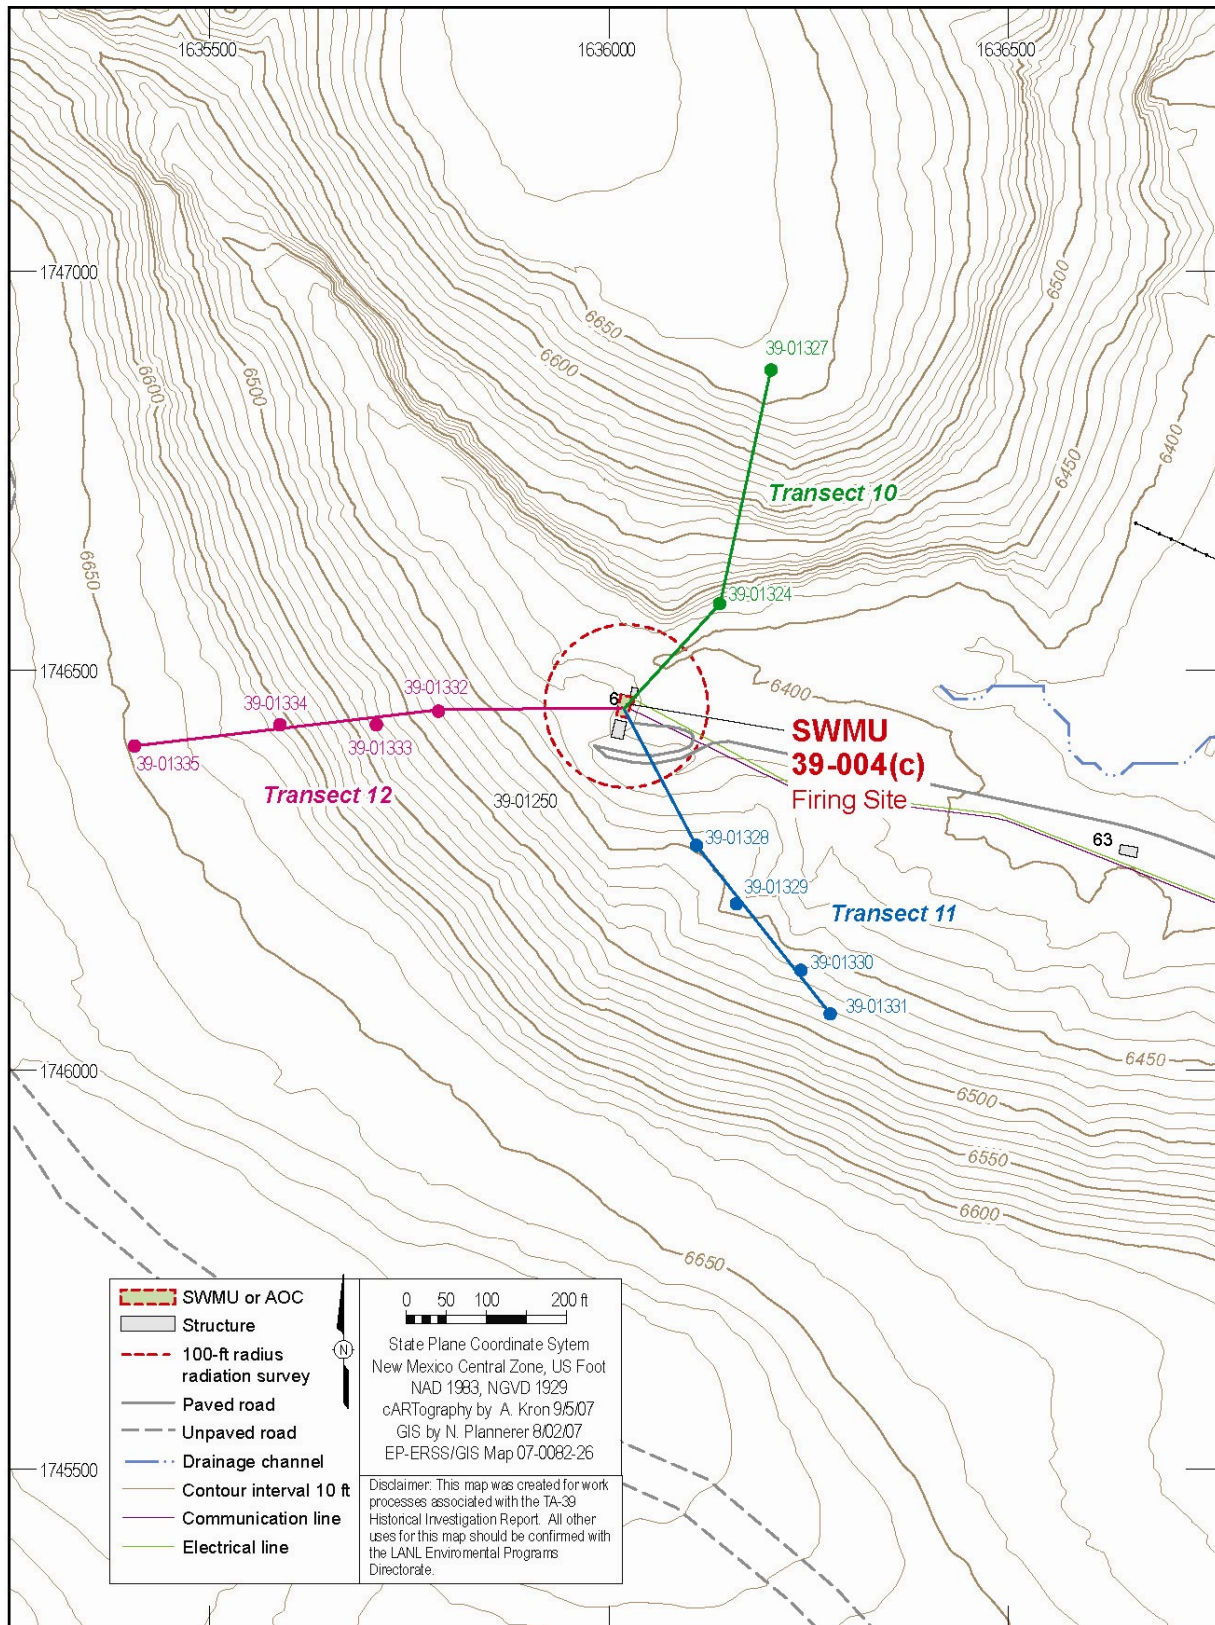 1635500
1636000
1636500
1747000
6500
6650
6600
6600
6500
39-01327
6400
6450
Transect 10
6650
39-01324
1746500
6400
39-01332
39-01334
6
SWMU
39-004(c)
Firing Site
39-01333
39-01335
Transect 12
39-01250
39-01328
63
39-01329
Transect 11
39-01330
39-01331
1746000
6450
6500
6550
6600
6650
SWMU or AOC
Structure
100-ft radius
radiation survey
Paved road
Unpaved road
Drainage channel
Contour interval 10 ft
Communication line
Electrical line
N
0 50 100 200 ft
State Plane Coordinate Sytem
New Mexico Central Zone, US Foot
NAD 1983, NGVD 1929
cARTography by A. Kron 9/5/07
GIS by N. Plannerer 8/02/07
EP-ERSS/GIS Map 07-0082-26
Disclaimer: This map was created for work
processes associated with the TA-39
Historical Investigation Report. All other
uses for this map should be confirmed with
the LANL Enviromental Programs
Directorate.
1745500